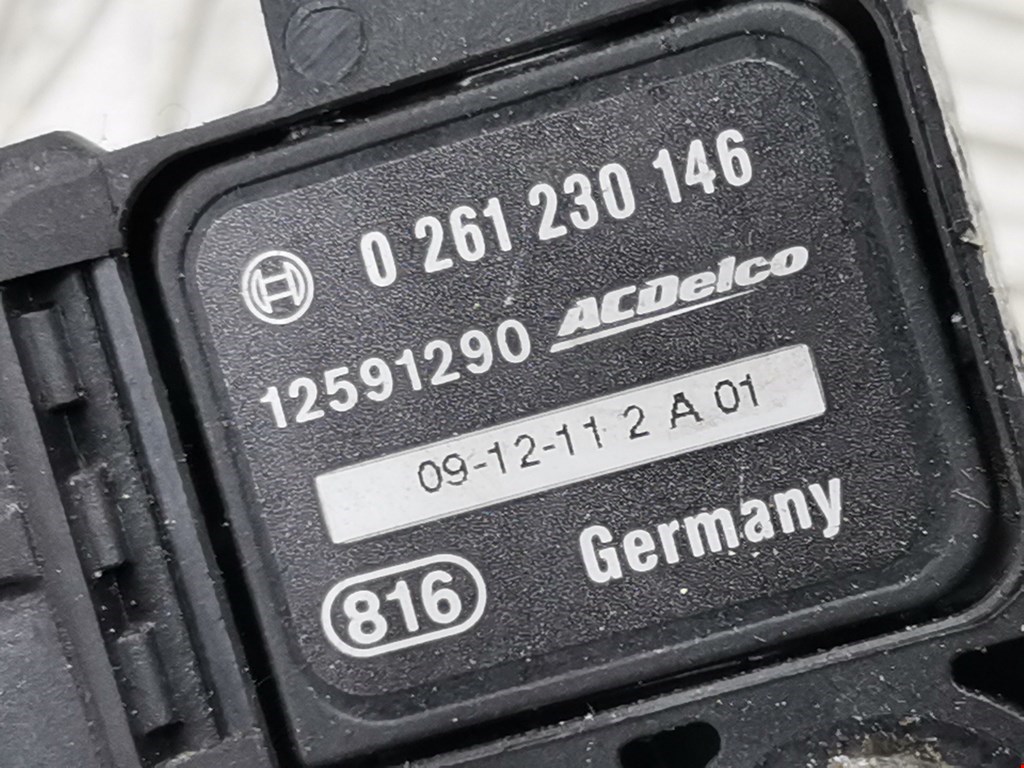 0 261 230 146
12591290 ACDelco
09-12-11 2 A 01
816 Germany